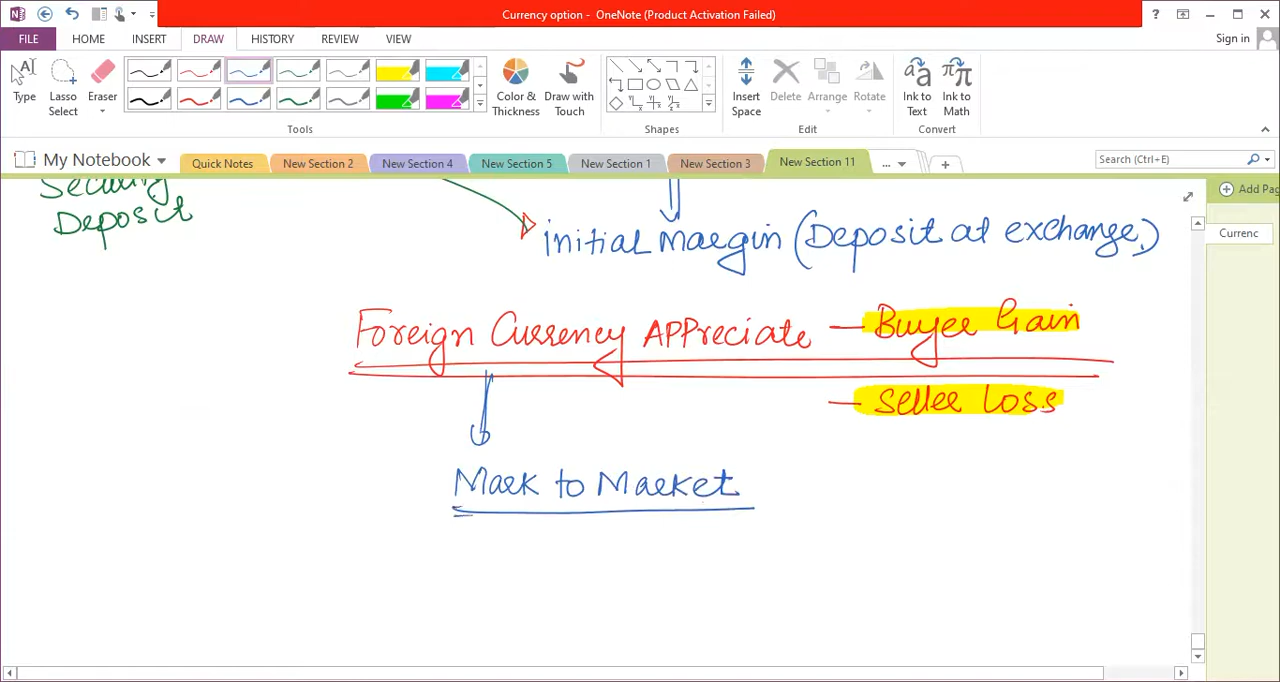 Currency option - OneNote (Product Activation Failed)
FILE HOME INSERT DRAW HISTORY REVIEW VIEW
Sign in
Type
Lasso Select
Eraser
Color & Thickness
Draw with Touch
Insert Space
Delete
Arrange
Rotate
Ink to Text
Ink to Math
Tools
Shapes
Edit
Convert
My Notebook
Quick Notes
New Section 2
New Section 4
New Section 5
New Section 1
New Section 3
New Section 11
Search (Ctrl+E)
Add Pag
Currenc
Security
Deposit
initial Margin (Deposit at exchange.)
Foreign Currency APPreciate — Buyer Gain
— Seller Loss
Mark to Market